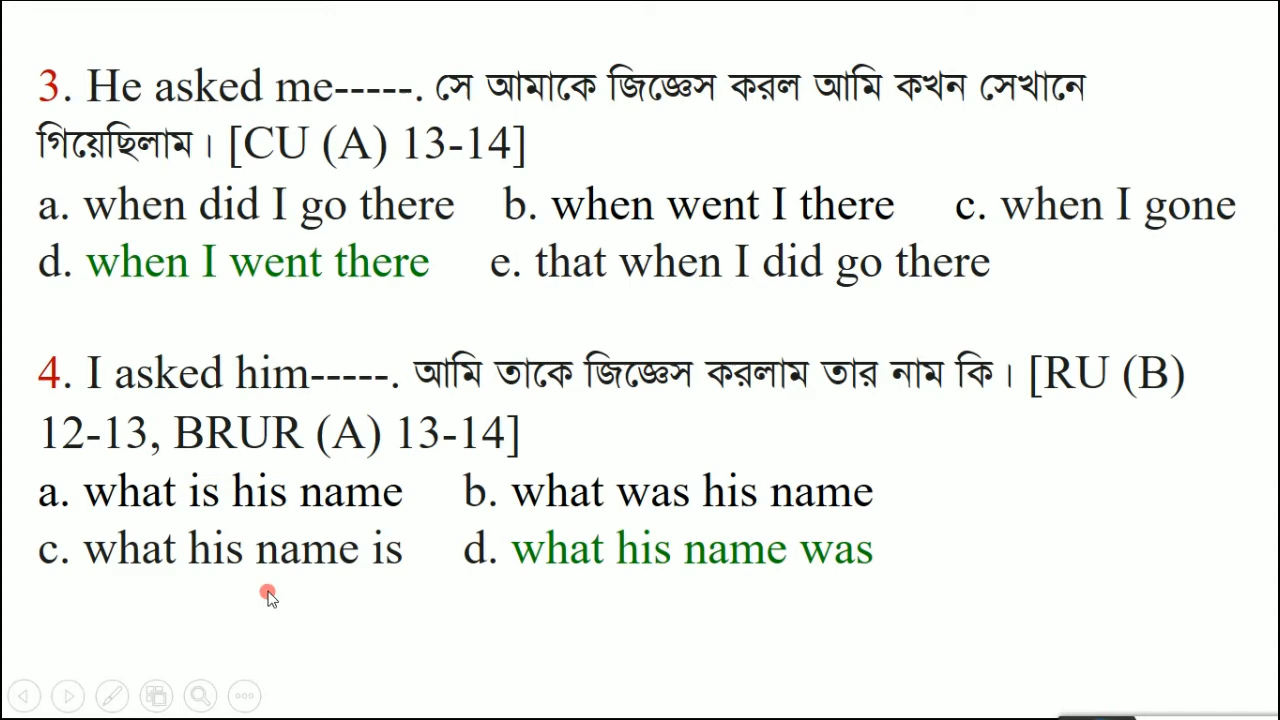 3. He asked me-----. সে আমাকে জিজ্ঞেস করল আমি কখন সেখানে
গিয়েছিলাম। [CU (A) 13-14]
a. when did I go there b. when went I there c. when I gone
d. when I went there e. that when I did go there
4. I asked him-----. আমি তাকে জিজ্ঞেস করলাম তার নাম কি। [RU (B)
12-13, BRUR (A) 13-14]
a. what is his name b. what was his name
c. what his name is d. what his name was